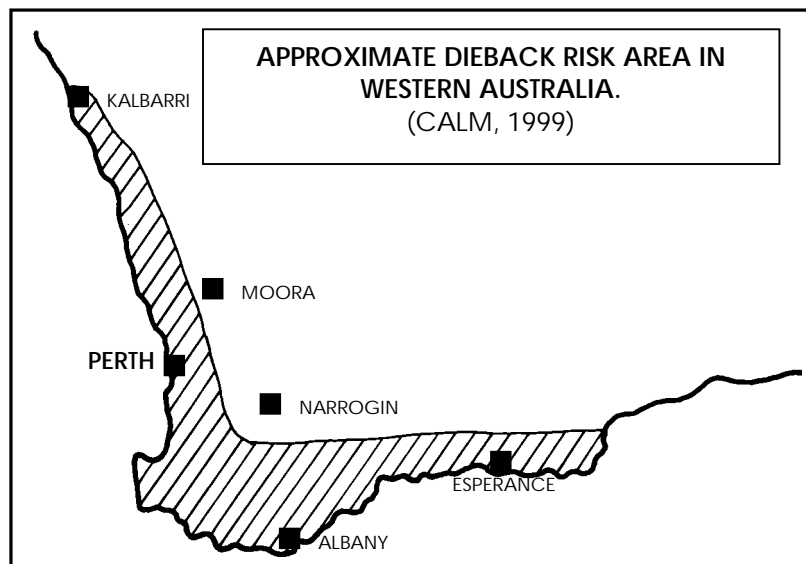 APPROXIMATE DIEBACK RISK AREA IN
WESTERN AUSTRALIA.
(CALM, 1999)
KALBARRI
MOORA
PERTH
NARROGIN
ESPERANCE
ALBANY